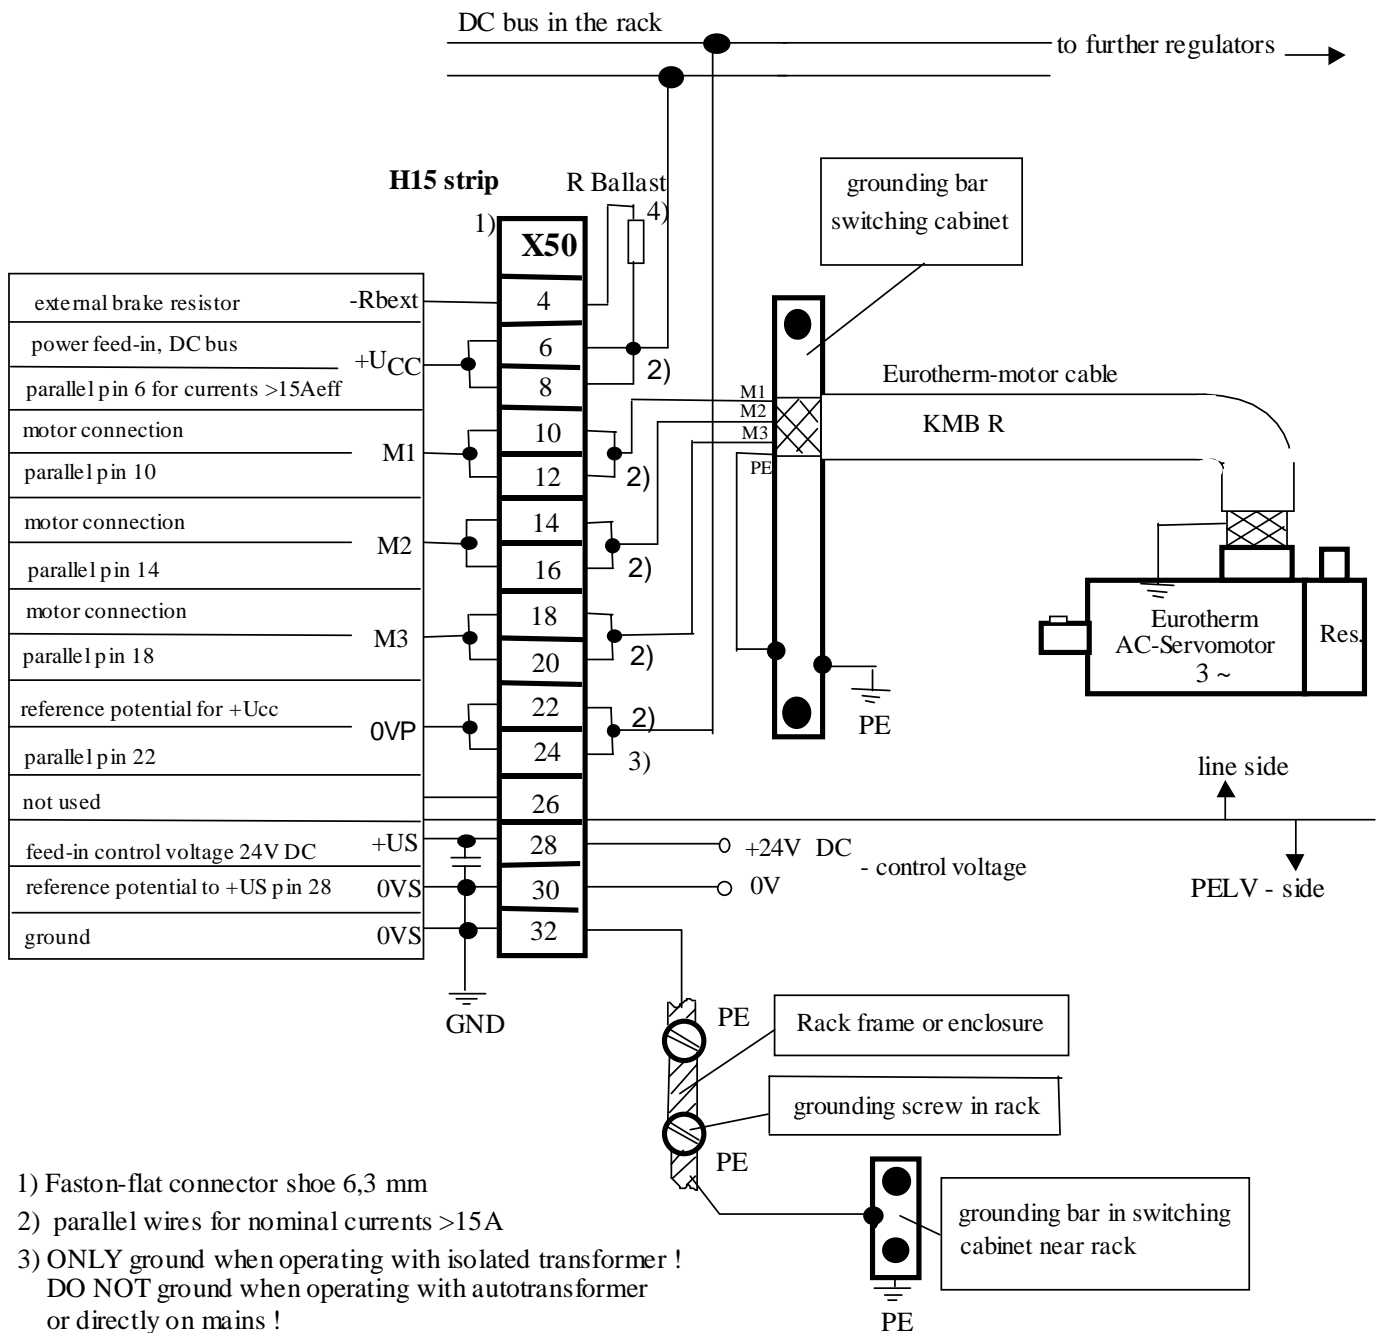 DC bus in the rack
to further regulators
H15 strip
R Ballast
1)
4)
X50
grounding bar
switching cabinet
external brake resistor
-Rbext
4
power feed-in, DC bus
+UCC
6
parallel pin 6 for currents >15Aeff
8
2)
Eurotherm-motor cable
KMB R
M1
M2
M3
PE
motor connection
M1
10
parallel pin 10
12
2)
motor connection
M2
14
parallel pin 14
16
2)
motor connection
M3
18
parallel pin 18
20
2)
Eurotherm
AC-Servomotor
3 ~
Res.
reference potential for +Ucc
0VP
22
2)
parallel pin 22
24
3)
PE
line side
not used
26
feed-in control voltage 24V DC
+US
28
+24V DC
- control voltage
reference potential to +US pin 28
0VS
30
0V
PELV - side
ground
0VS
32
GND
PE
Rack frame or enclosure
grounding screw in rack
PE
grounding bar in switching
cabinet near rack
PE
1) Faston-flat connector shoe 6,3 mm
2) parallel wires for nominal currents >15A
3) ONLY ground when operating with isolated transformer !
DO NOT ground when operating with autotransformer
or directly on mains !